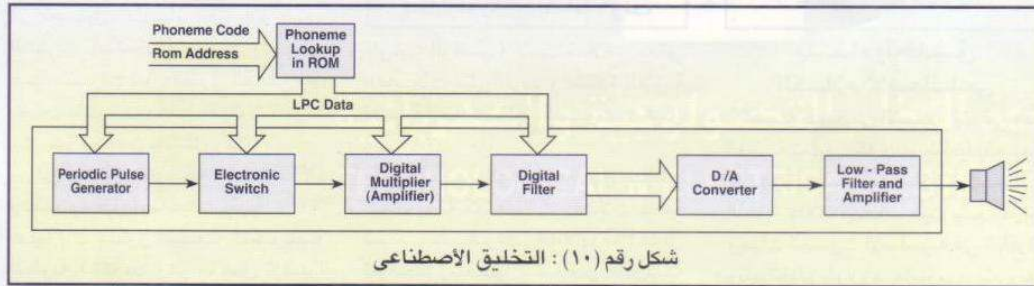 Phoneme Code
Rom Address
Phoneme
Lookup
in ROM
LPC Data
Periodic Pulse
Generator
Electronic
Switch
Digital
Multiplier
(Amplifier)
Digital
Filter
D /A
Converter
Low - Pass
Filter and
Amplifier
شكل رقم (١٠) : التخليق الأصطناعى